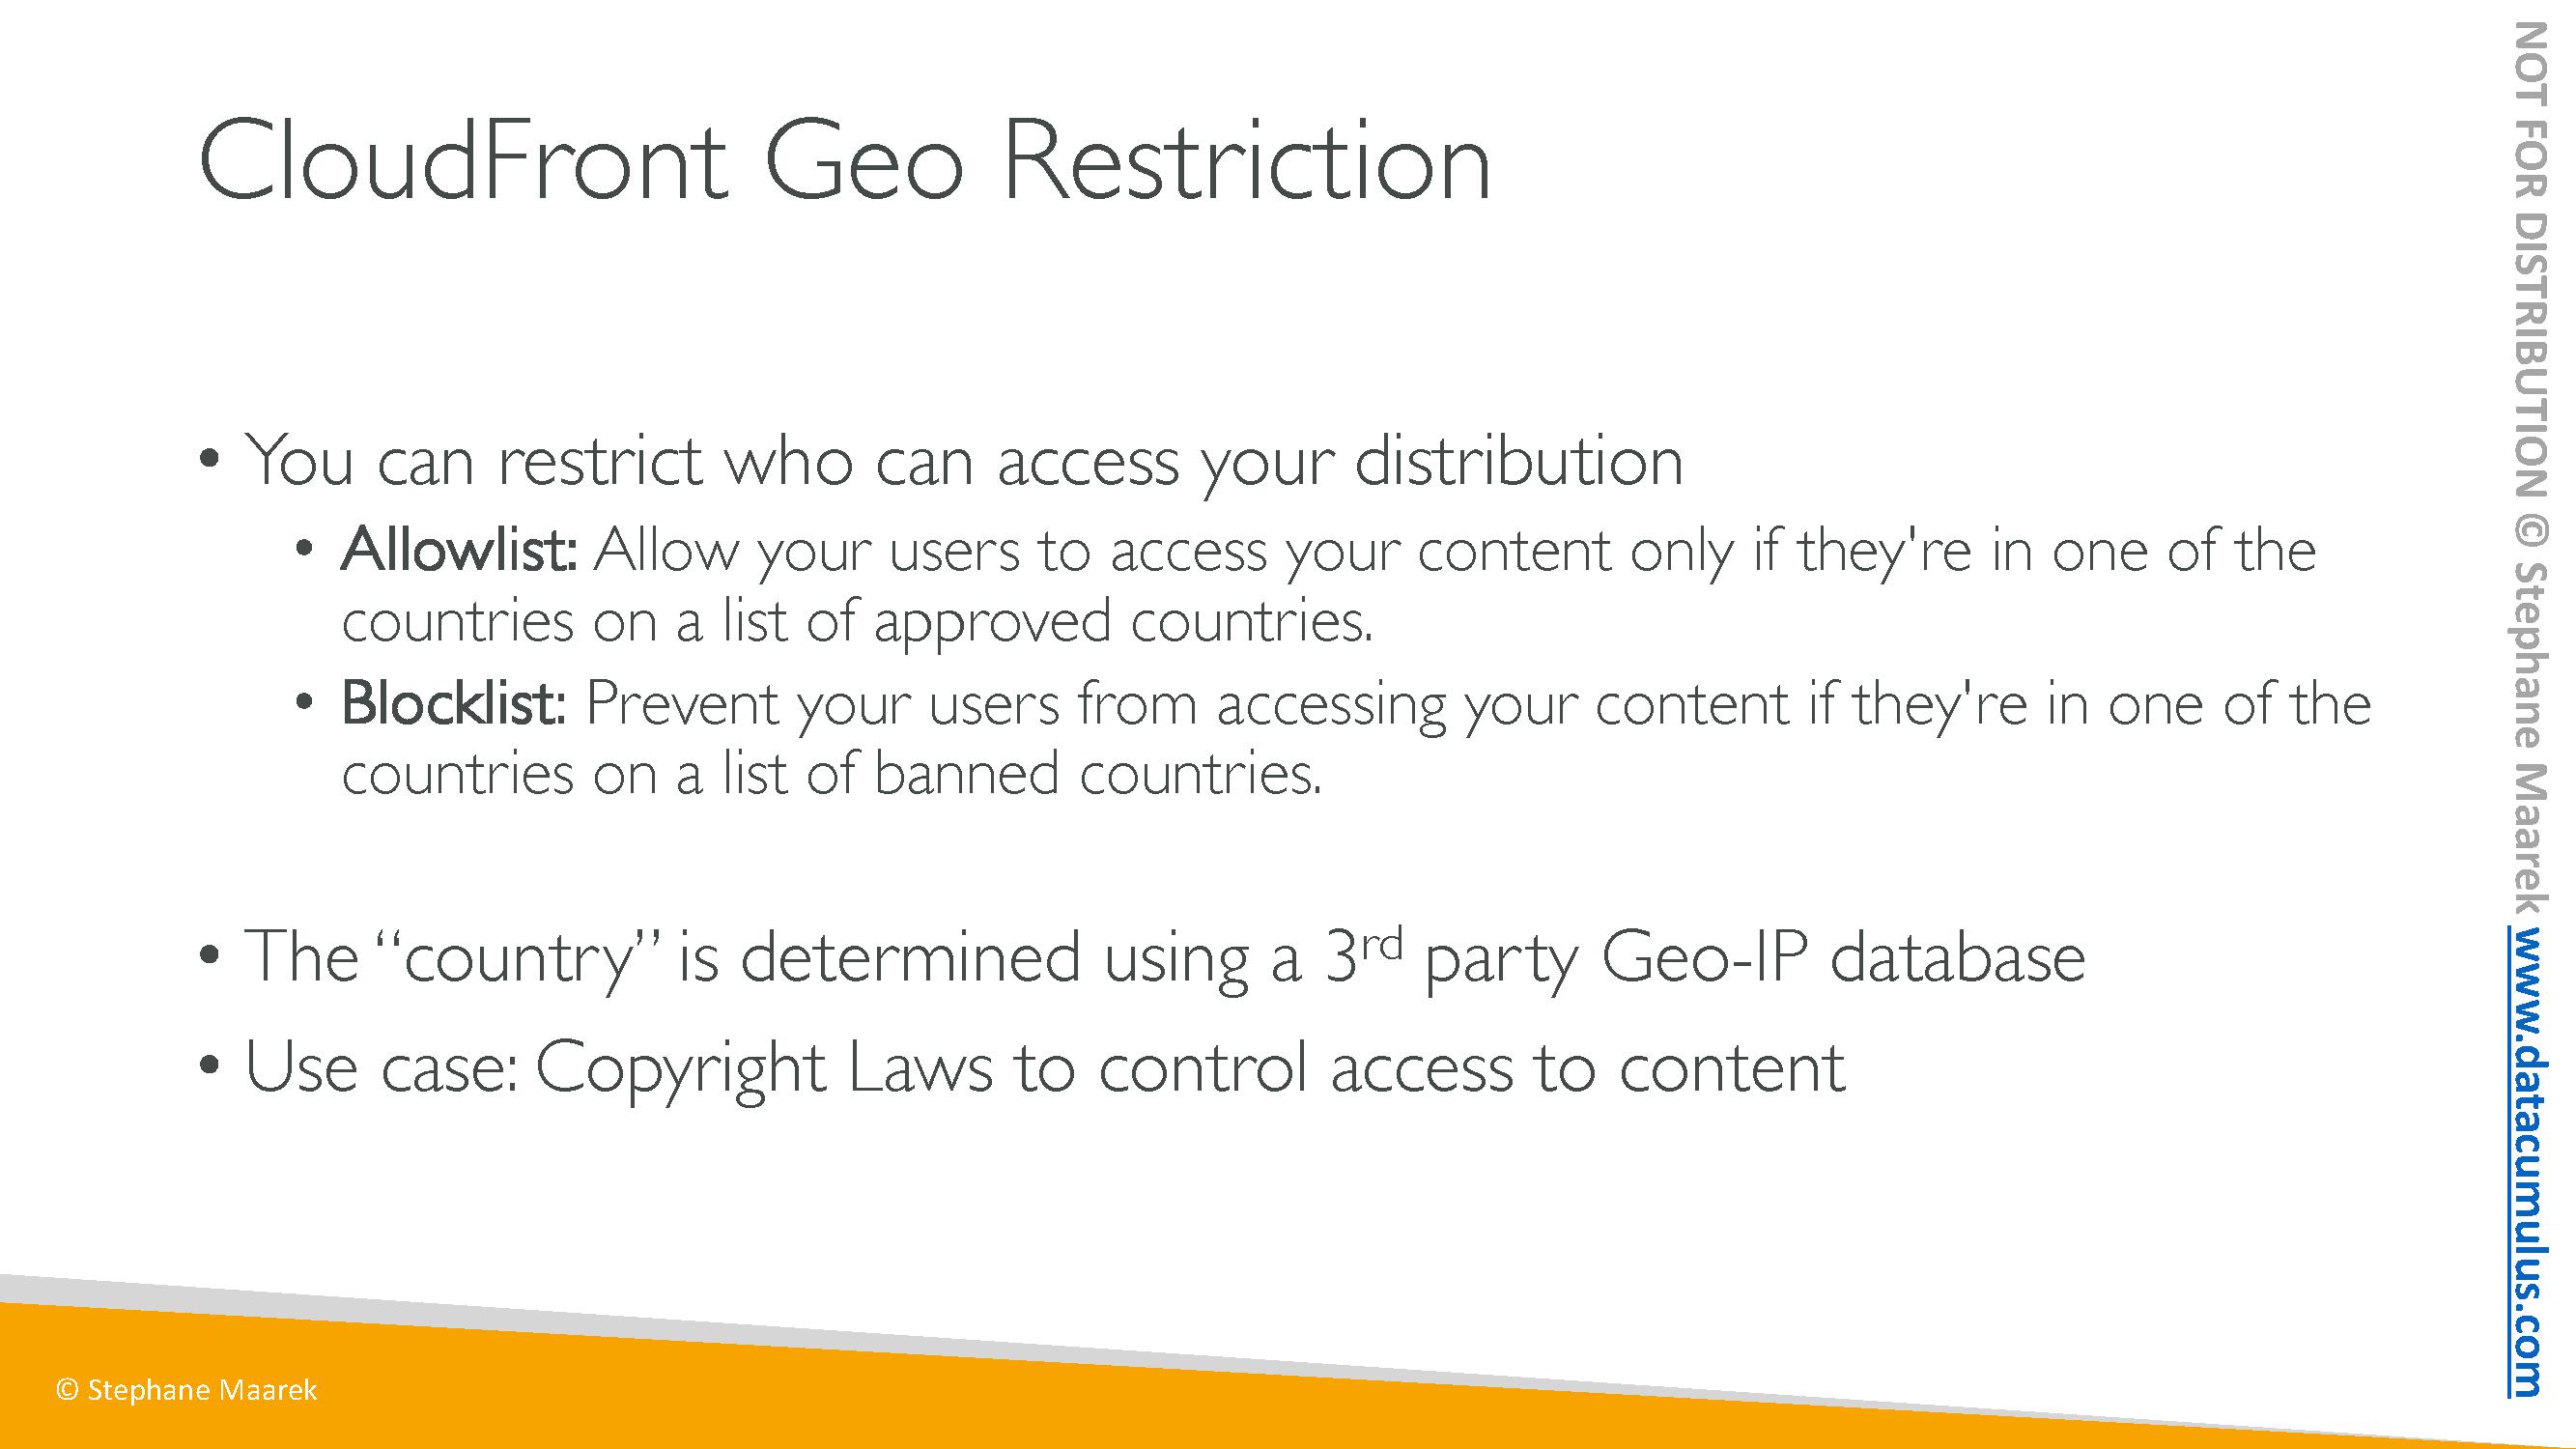 CloudFront Geo Restriction
• You can restrict who can access your distribution
• Allowlist: Allow your users to access your content only if they're in one of the
countries on a list of approved countries.
• Blocklist: Prevent your users from accessing your content if they're in one of the
countries on a list of banned countries.
• The “country” is determined using a 3rd party Geo-IP database
• Use case: Copyright Laws to control access to content
© Stephane Maarek
NOT FOR DISTRIBUTION © Stephane Maarek www.datacumulus.com